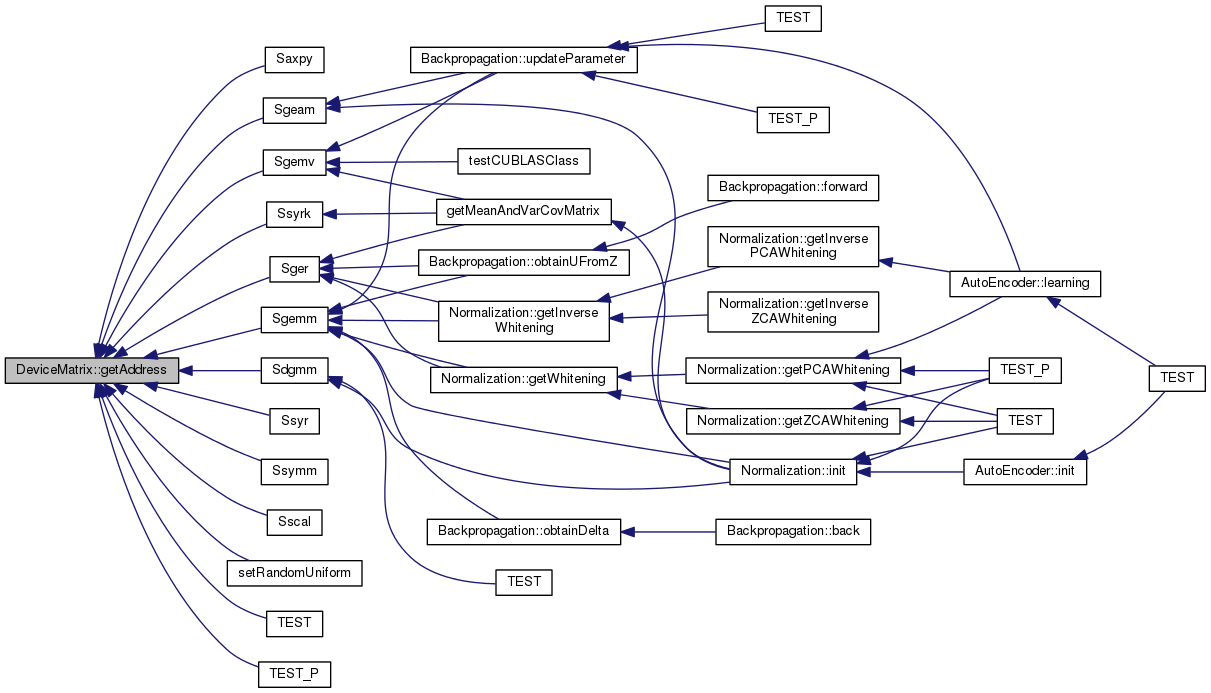 DeviceMatrix::getAddress
Saxpy
Sgeam
Sgemv
Ssyrk
Sger
Sgemm
Sdgmm
Ssyr
Ssymm
Sscal
setRandomUniform
TEST
TEST_P
Backpropagation::updateParameter
testCUBLASClass
getMeanAndVarCovMatrix
Backpropagation::obtainUFromZ
Normalization::getInverse
Whitening
Normalization::getWhitening
Backpropagation::obtainDelta
TEST
TEST
TEST_P
Backpropagation::forward
Normalization::getInverse
PCAWhitening
Normalization::getInverse
ZCAWhitening
Normalization::getPCAWhitening
Normalization::getZCAWhitening
Normalization::init
Backpropagation::back
AutoEncoder::learning
TEST_P
TEST
AutoEncoder::init
TEST